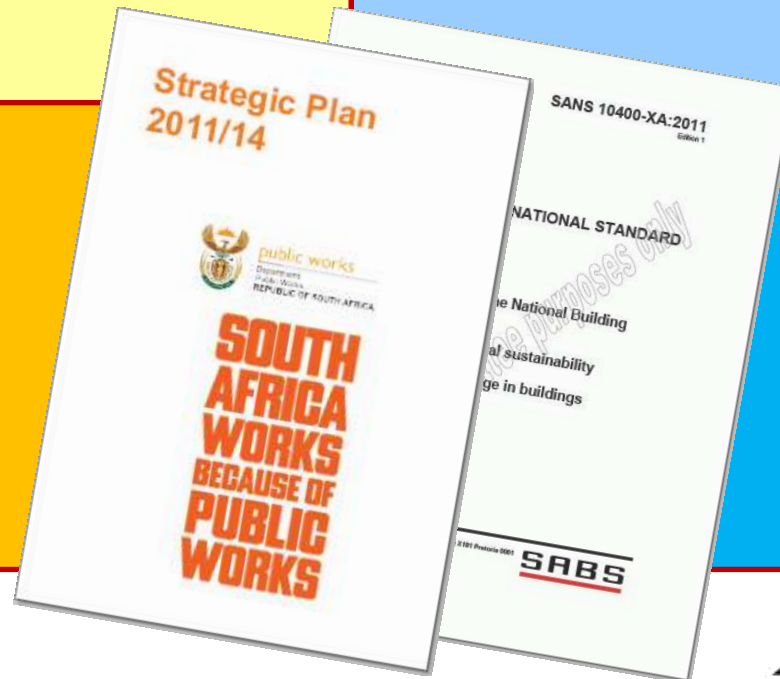 Strategic Plan
2011/14
public works
Department
Public Works
REPUBLIC OF SOUTH AFRICA
SOUTH
AFRICA
WORKS
BECAUSE OF
PUBLIC
WORKS
SANS 10400-XA:2011
Edition 1
NATIONAL STANDARD
National Building
al sustainability
ge in buildings
purposes only
X191 Pretoria 0001
SABS